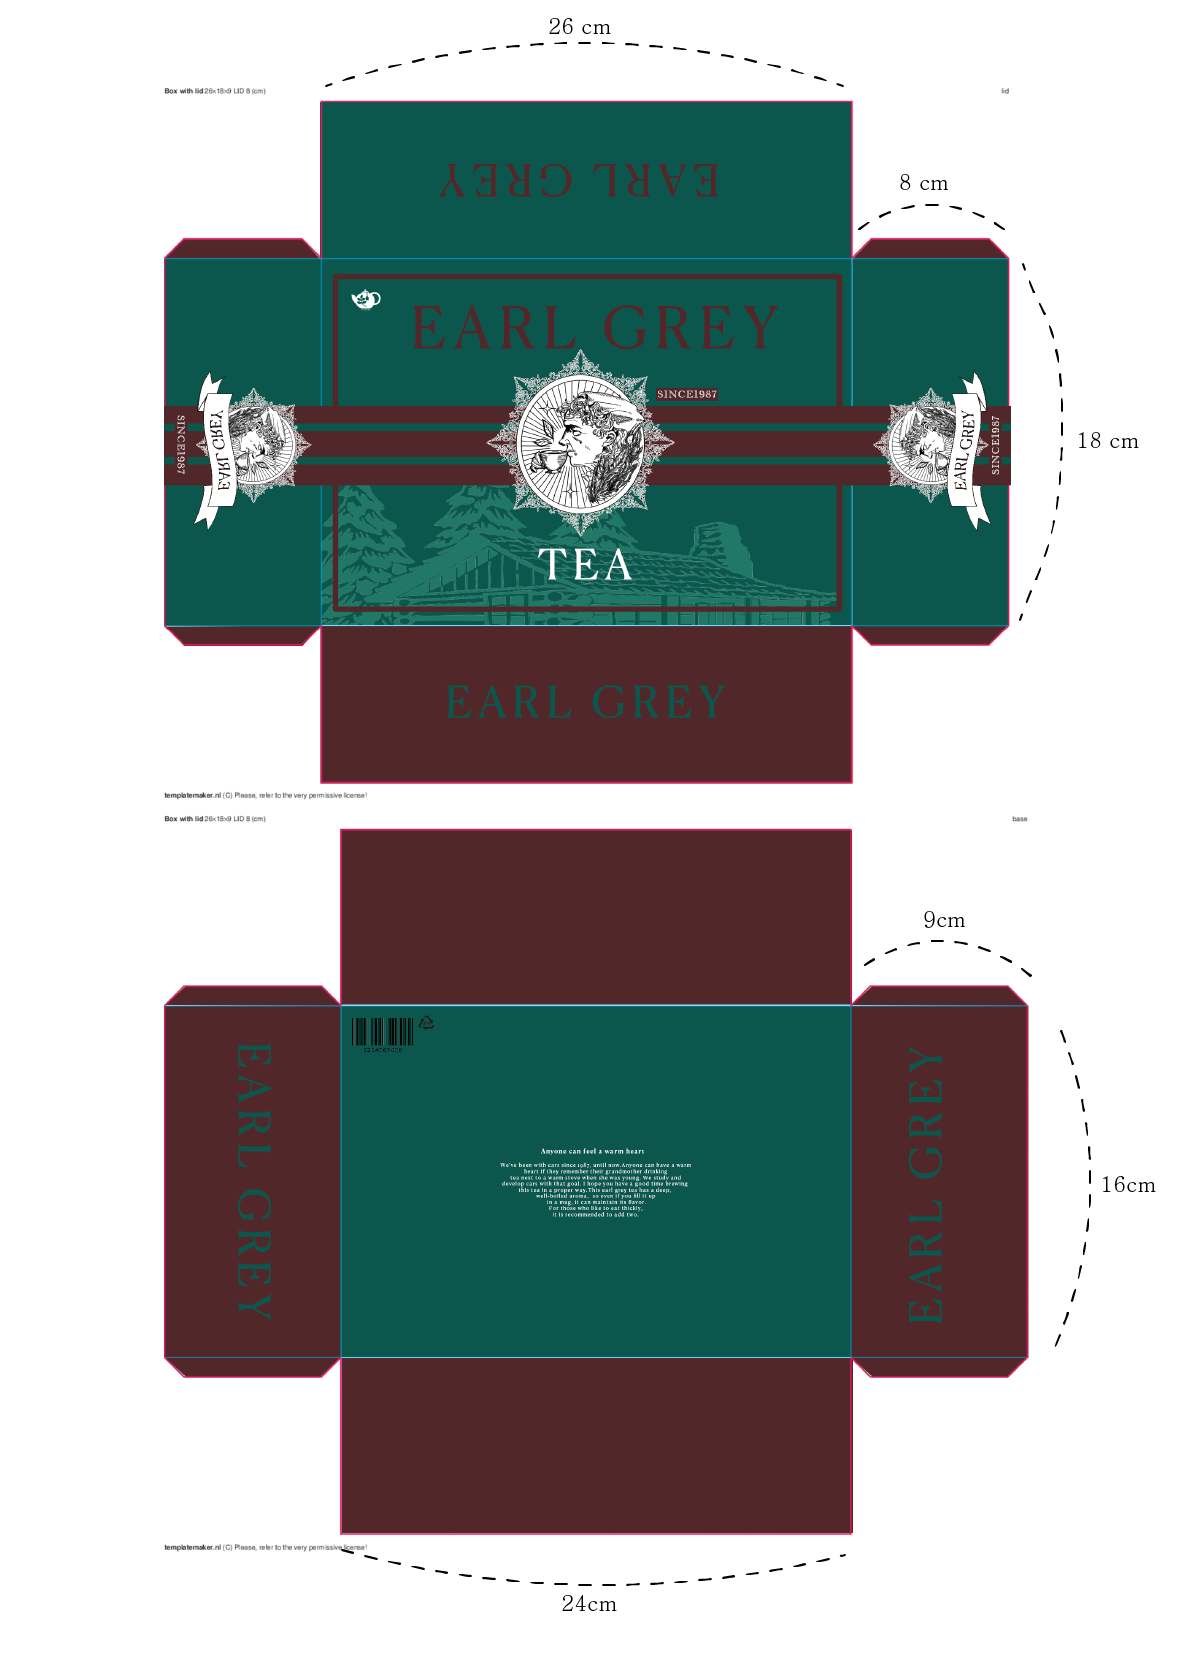 26 cm
Box with lid 26×18×9 LID 8 (cm)
lid
EARL GREY
8 cm
EARL GREY
SINCE1987
SINCE1987
EARL GREY
EARL GREY
SINCE1987
18 cm
TEA
EARL GREY
templatemaker.nl (C) Please, refer to the very permissive license!
Box with lid 26×18×9 LID 8 (cm)
base
9cm
EARL GREY
EARL GREY
Anyone can feel a warm heart
We've been with cars since 1987, until now.Anyone can have a warm
heart if they remember their grandmother drinking
tea next to a warm stove when she was young. We study and
develop cars with that goal. I hope you have a good time brewing
this tea in a proper way.This earl grey tea has a deep,
well-boiled aroma, so even if you fill it up
in a mug, it can maintain its flavor.
For those who like to eat thickly,
it is recommended to add two.
16cm
templatemaker.nl (C) Please, refer to the very permissive license!
24cm